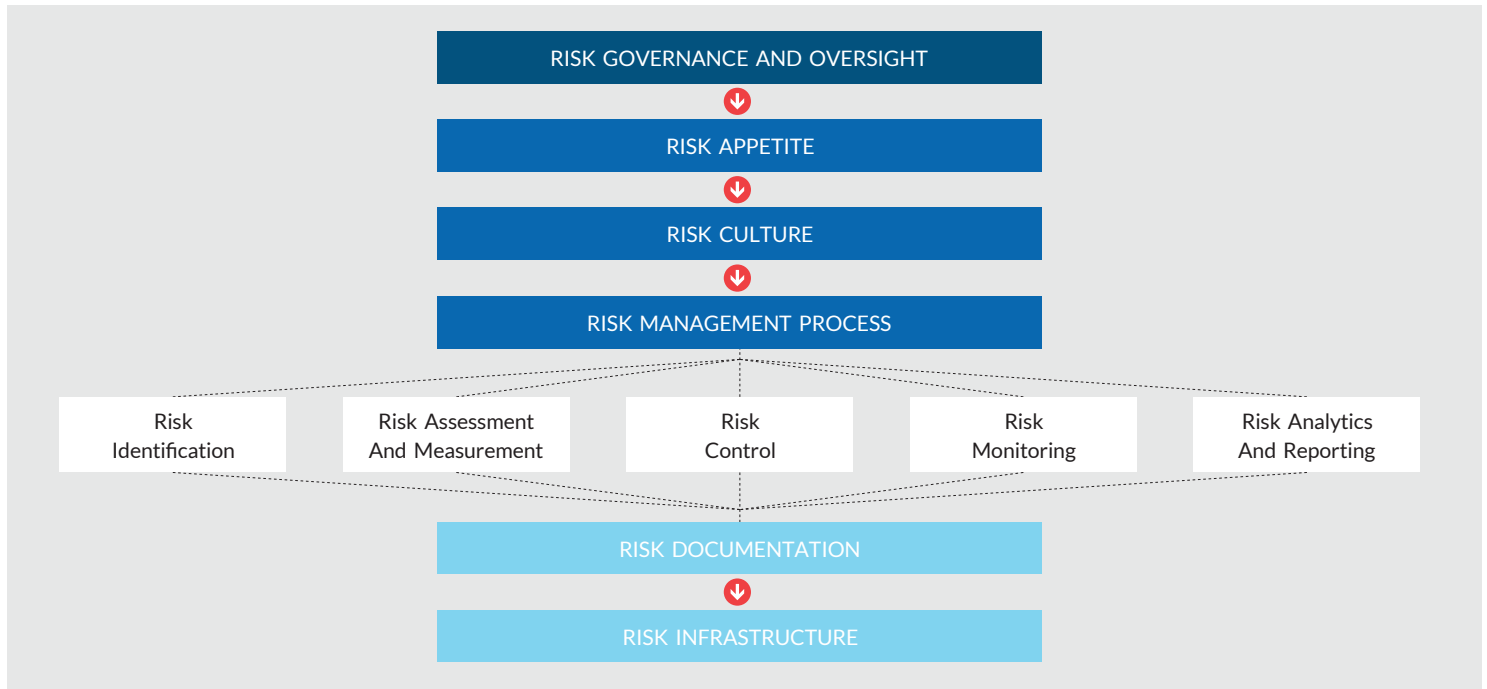 RISK GOVERNANCE AND OVERSIGHT
RISK APPETITE
RISK CULTURE
RISK MANAGEMENT PROCESS
Risk
Identification
Risk Assessment
And Measurement
Risk
Control
Risk
Monitoring
Risk Analytics
And Reporting
RISK DOCUMENTATION
RISK INFRASTRUCTURE